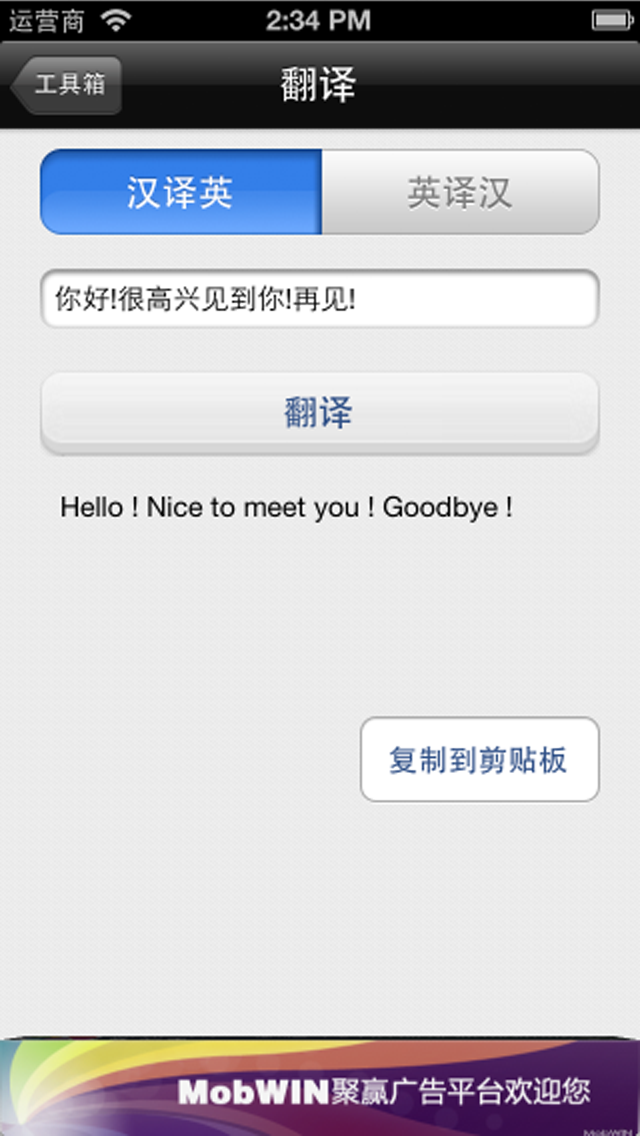 运营商 2:34 PM
工具箱 翻译
汉译英 英译汉
你好!很高兴见到你!再见!
翻译
Hello ! Nice to meet you ! Goodbye !
复制到剪贴板
MobWIN聚赢广告平台欢迎您
MobWIN